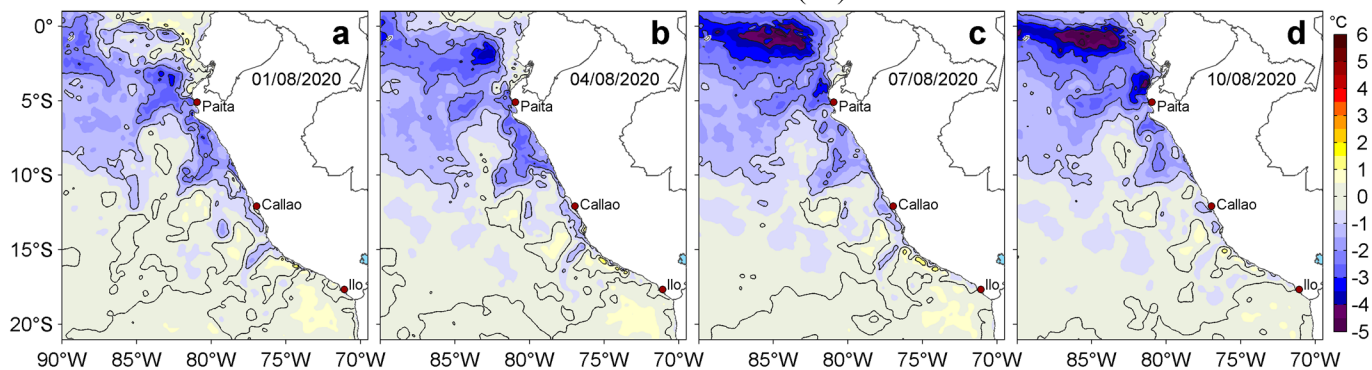 a
b
c
d
°C
01/08/2020
04/08/2020
07/08/2020
10/08/2020
0°
5°S
10°S
15°S
20°S
Paita
Callao
Ilo
Paita
Callao
Ilo
Paita
Callao
Ilo
Paita
Callao
Ilo
90°W 85°W 80°W 75°W 70°W
85°W 80°W 75°W 70°W
85°W 80°W 75°W 70°W
85°W 80°W 75°W 70°W
6
5
4
3
2
1
0
-1
-2
-3
-4
-5